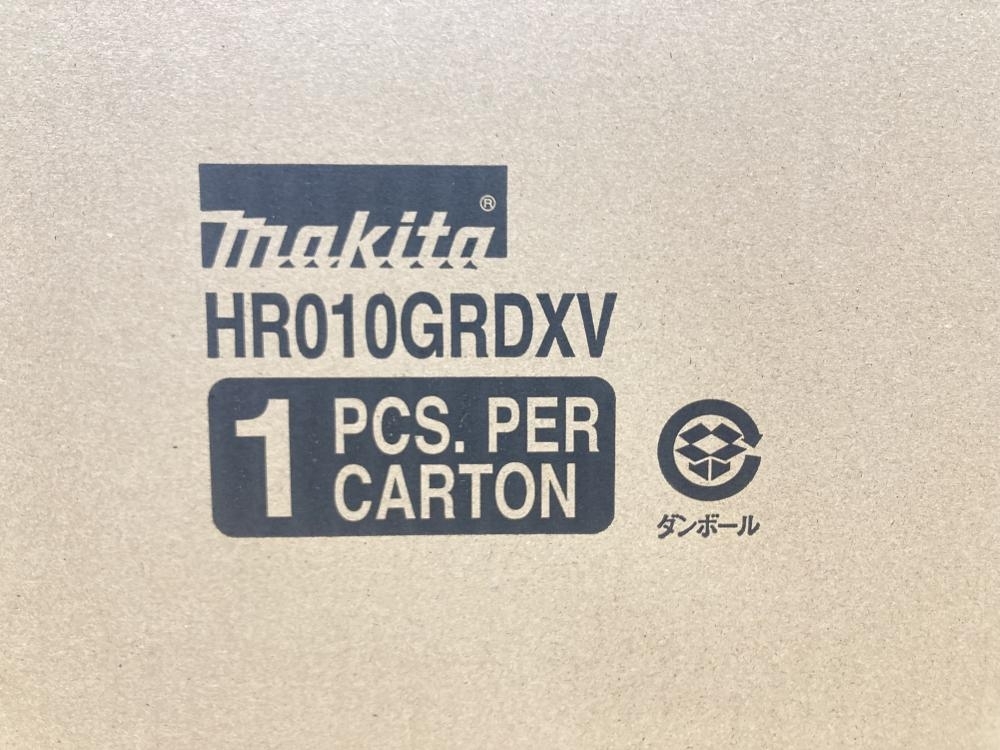 makita®
HR010GRDXV
1 PCS. PER
CARTON
ダンボール